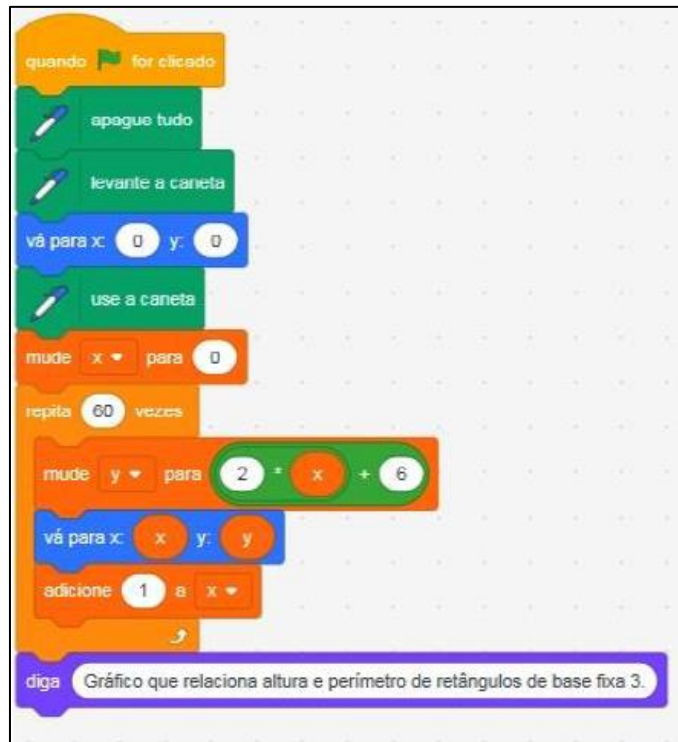 quando for clicado
apague tudo
levante a caneta
vá para x: 0 y: 0
use a caneta
mude x para 0
repita 60 vezes
mude y para 2 * x + 6
vá para x: x y: y
adicione 1 a x
diga Gráfico que relaciona altura e perímetro de retângulos de base fixa 3.